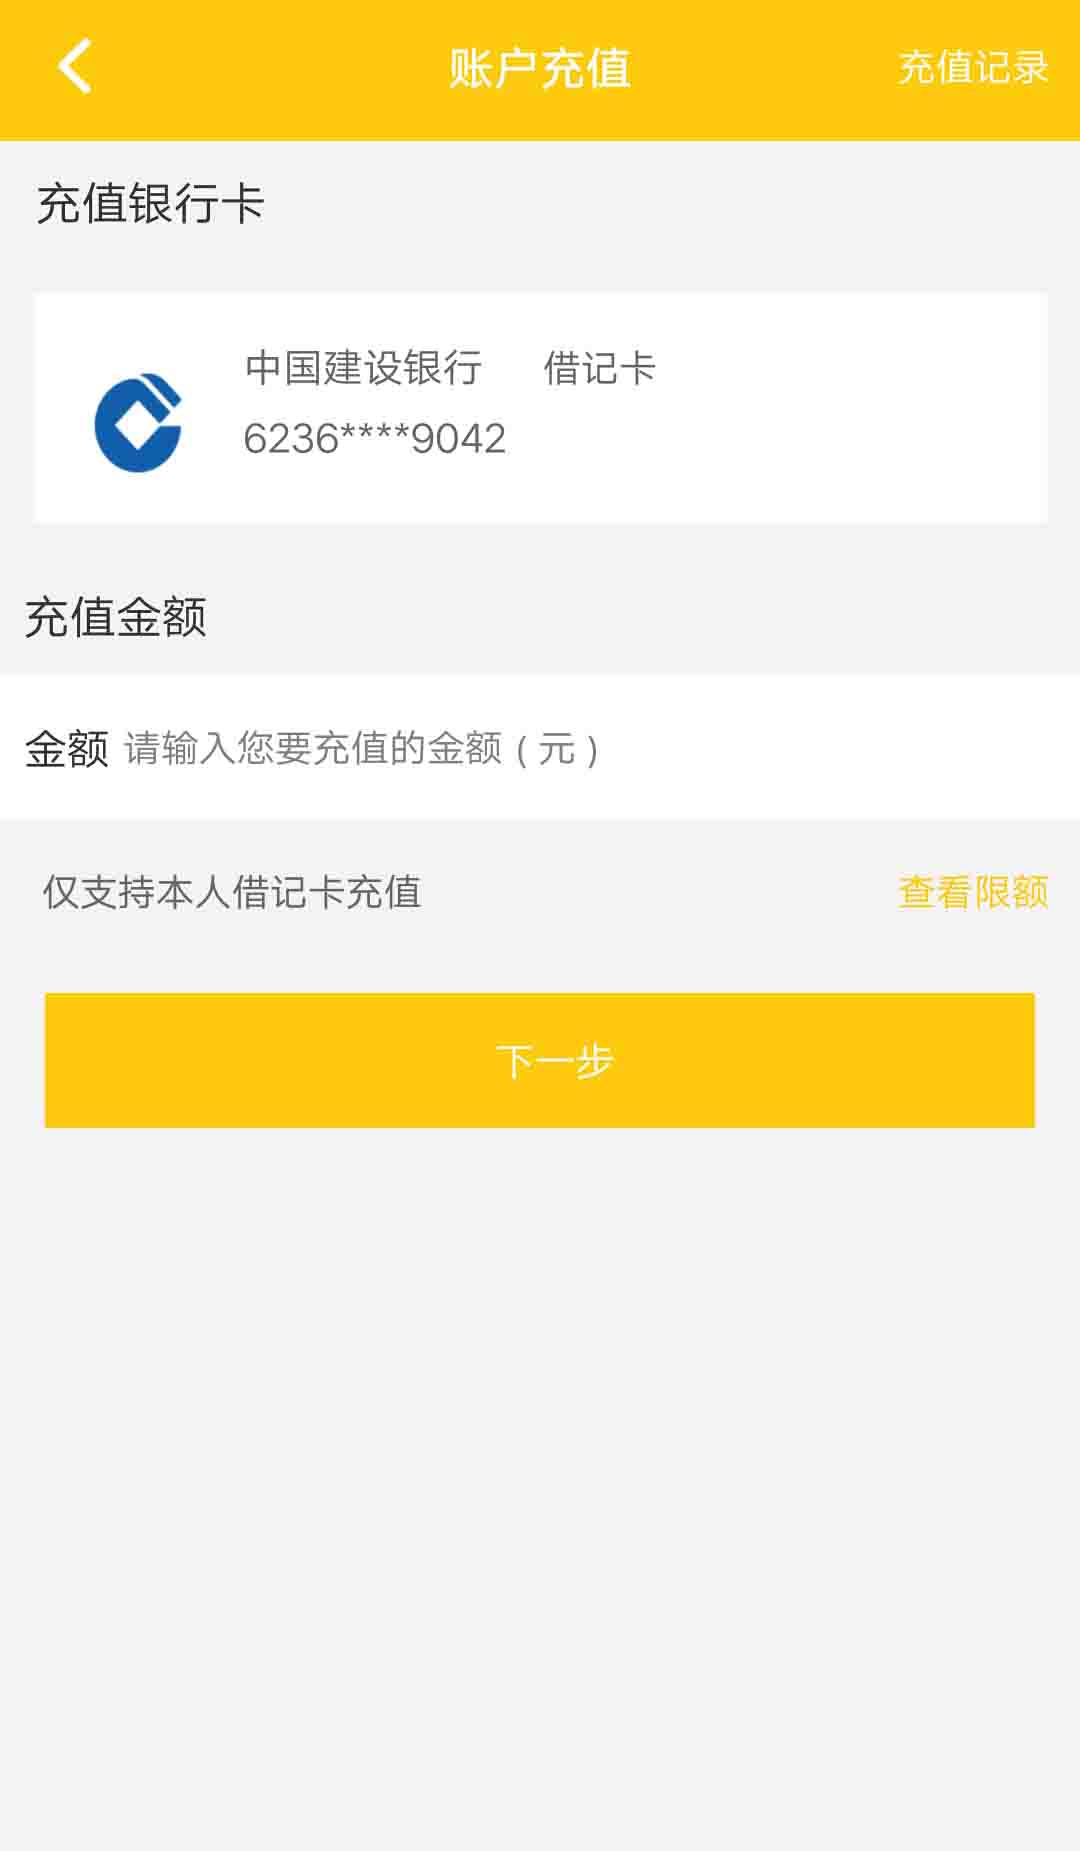 账户充值 充值记录
充值银行卡
中国建设银行 借记卡
6236****9042
充值金额
金额 请输入您要充值的金额（元）
仅支持本人借记卡充值 查看限额
下一步